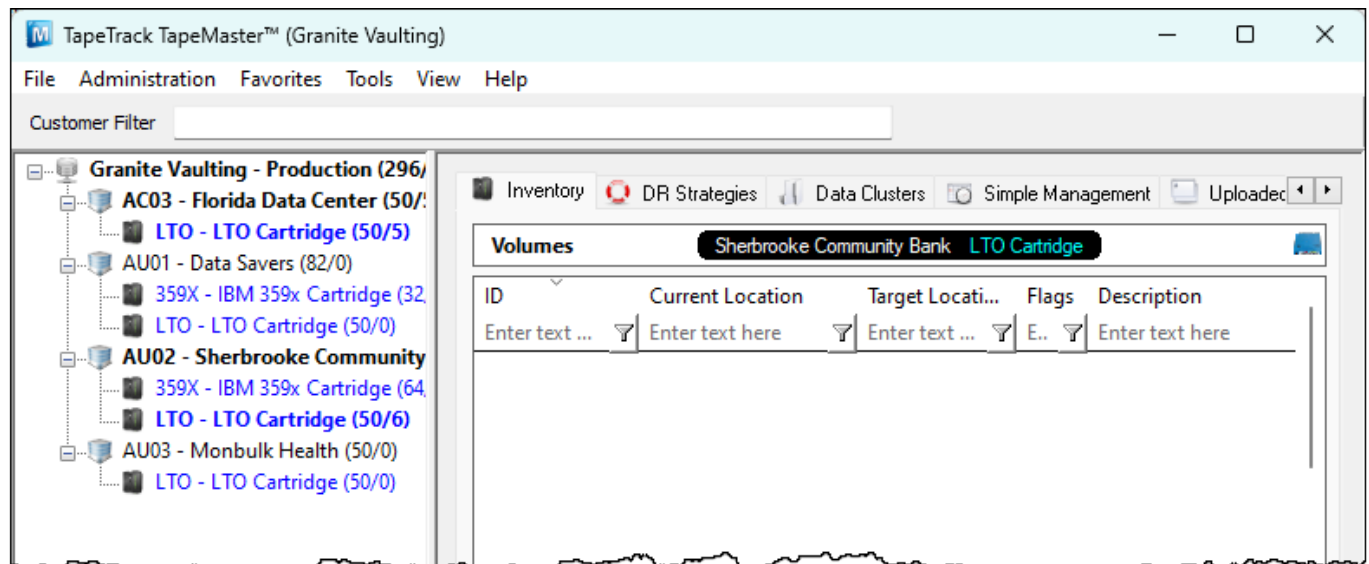 TapeTrack TapeMaster™ (Granite Vaulting)
File Administration Favorites Tools View Help
Customer Filter
Granite Vaulting - Production (296/
AC03 - Florida Data Center (50/
LTO - LTO Cartridge (50/5)
AU01 - Data Savers (82/0)
359X - IBM 359x Cartridge (32,
LTO - LTO Cartridge (50/0)
AU02 - Sherbrooke Community
359X - IBM 359x Cartridge (64,
LTO - LTO Cartridge (50/6)
AU03 - Monbulk Health (50/0)
LTO - LTO Cartridge (50/0)
Inventory DR Strategies Data Clusters Simple Management Uploaded
Volumes Sherbrooke Community Bank LTO Cartridge
ID Current Location Target Locati... Flags Description
Enter text ... Enter text here Enter text ... E.. Enter text here